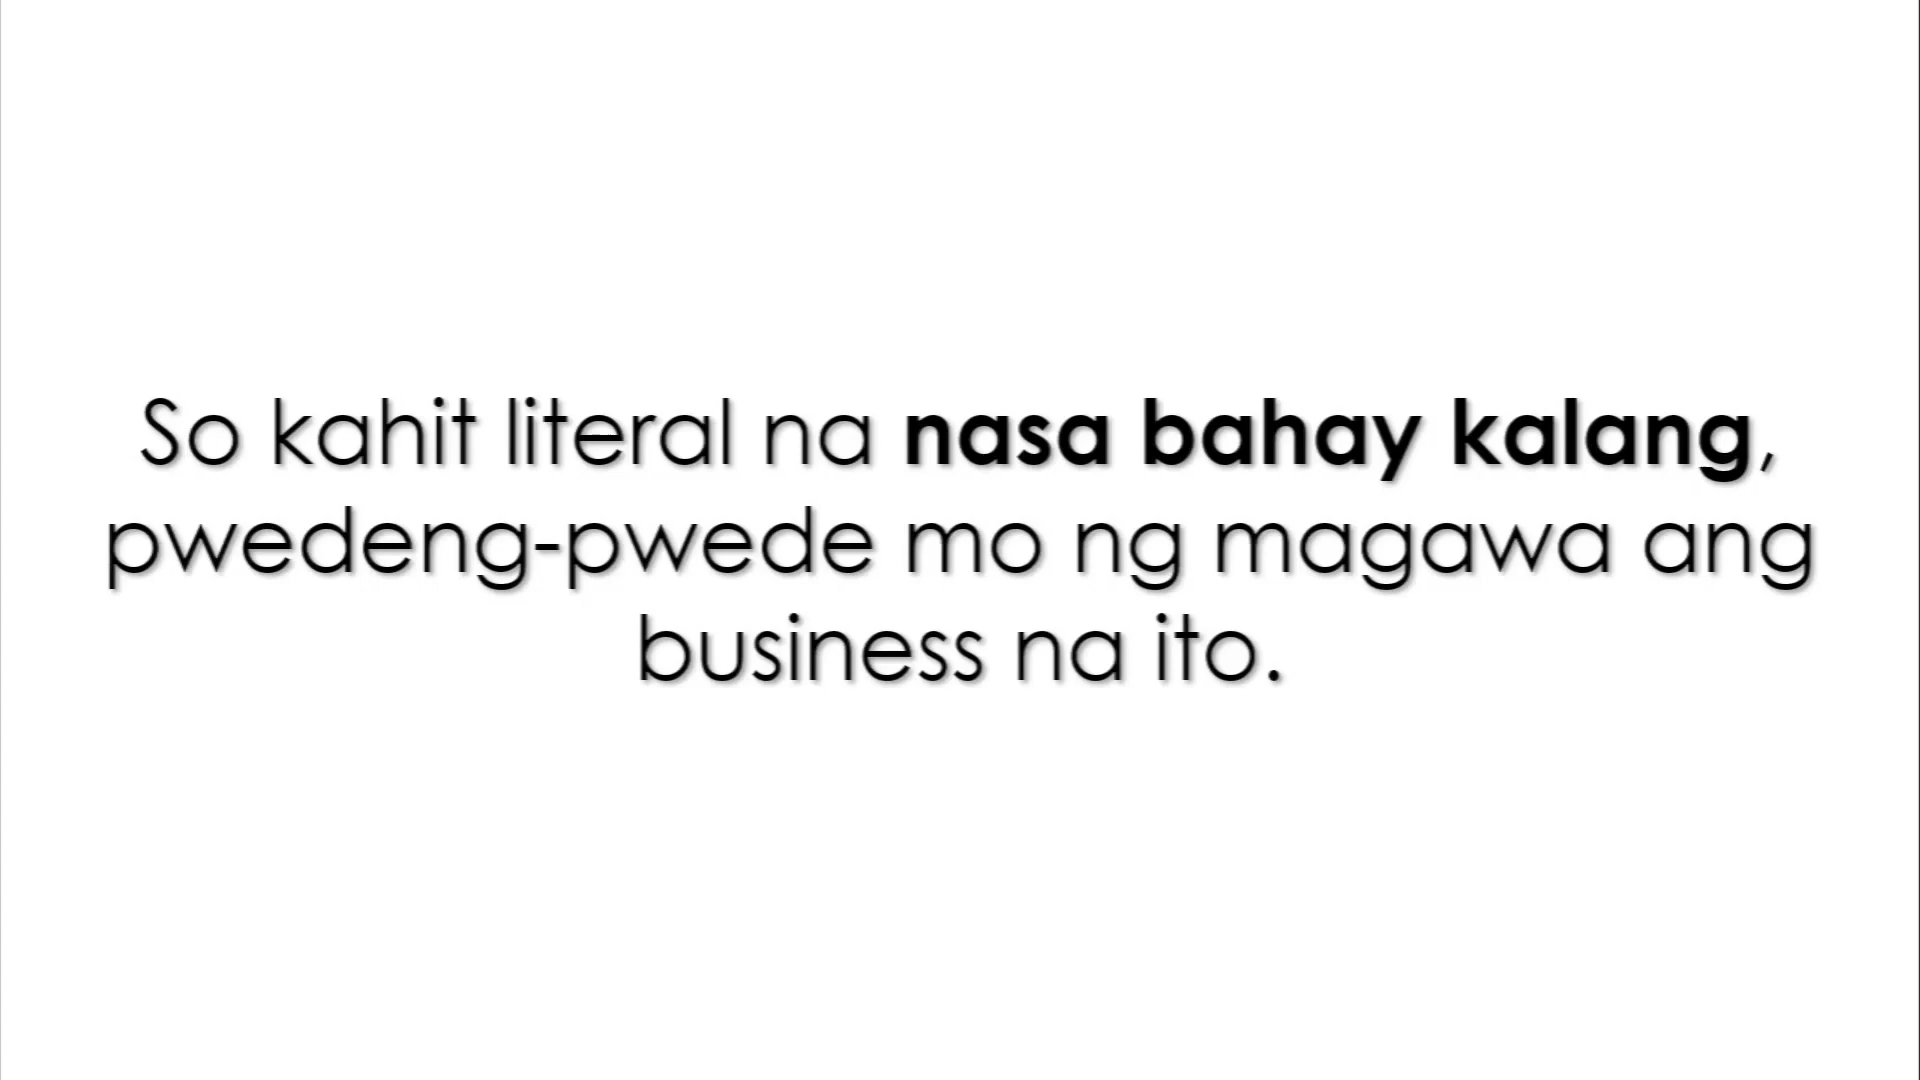 So kahit literal na nasa bahay kalang,
pwedeng-pwede mo ng magawa ang
business na ito.